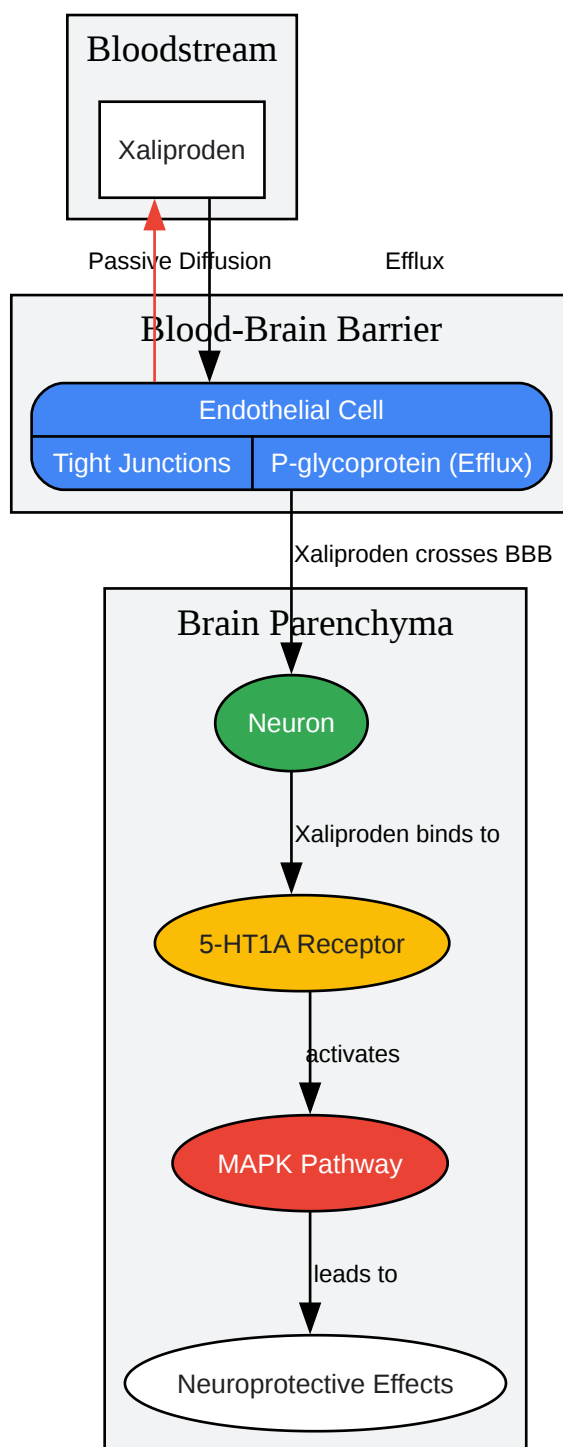 Bloodstream
Xaliproden
Passive Diffusion
Efflux
Blood-Brain Barrier
Endothelial Cell
Tight Junctions
P-glycoprotein (Efflux)
Xaliproden crosses BBB
Brain Parenchyma
Neuron
Xaliproden binds to
5-HT1A Receptor
activates
MAPK Pathway
leads to
Neuroprotective Effects